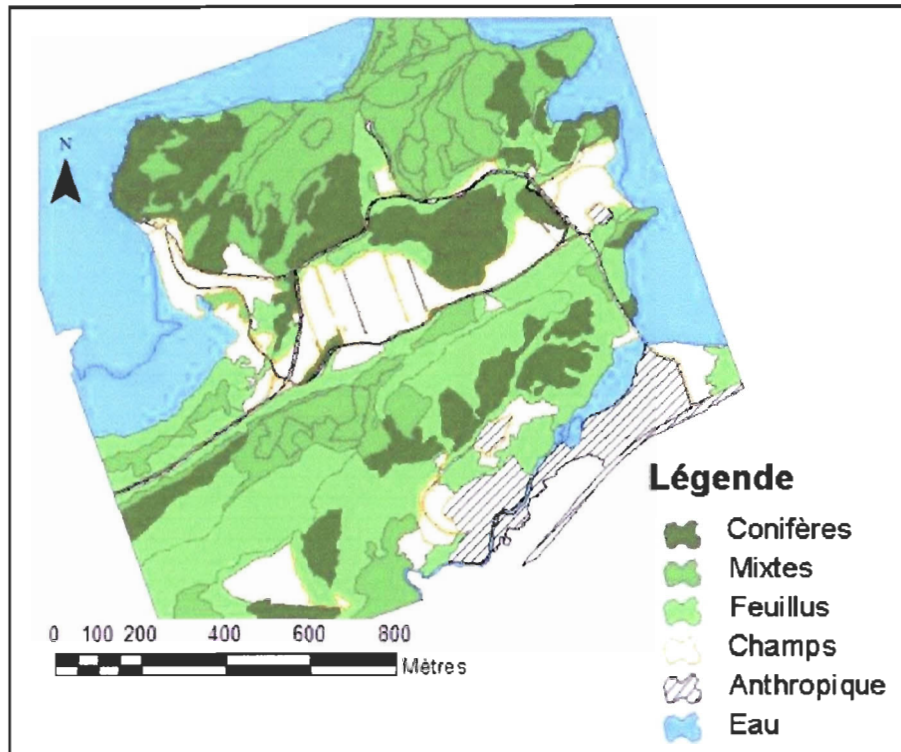 N
Légende
Conifères
Mixtes
Feuillus
Champs
Anthropique
Eau
0 100 200 400 600 800
Mètres